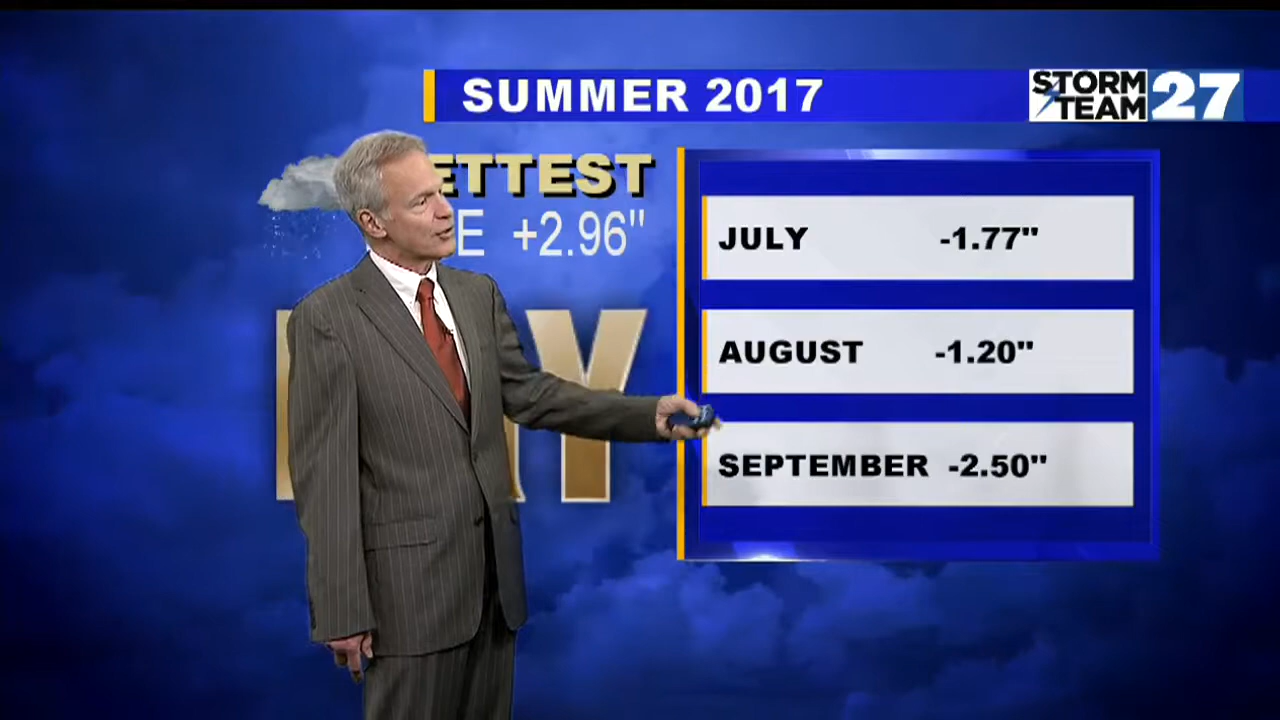 SUMMER 2017
STORM TEAM 27
ETTEST
E +2.96"
JULY -1.77"
AUGUST -1.20"
SEPTEMBER -2.50"